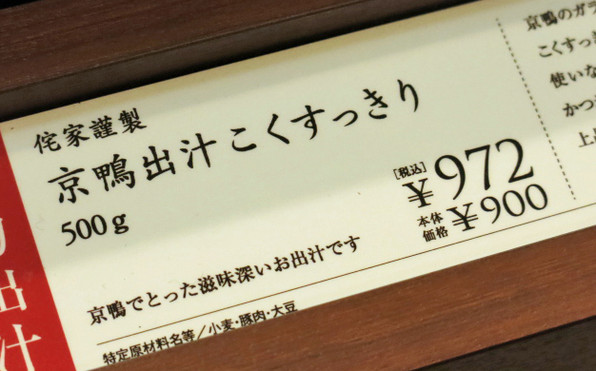 侘家謹製
京鴨出汁こくすっきり
500g
[税込]
¥972
本体価格 ¥900
京鴨でとった滋味深いお出汁です
特定原材料名等/小麦・豚肉・大豆
京鴨のガラ
こくすっき
使いな
かつ
上
出汁